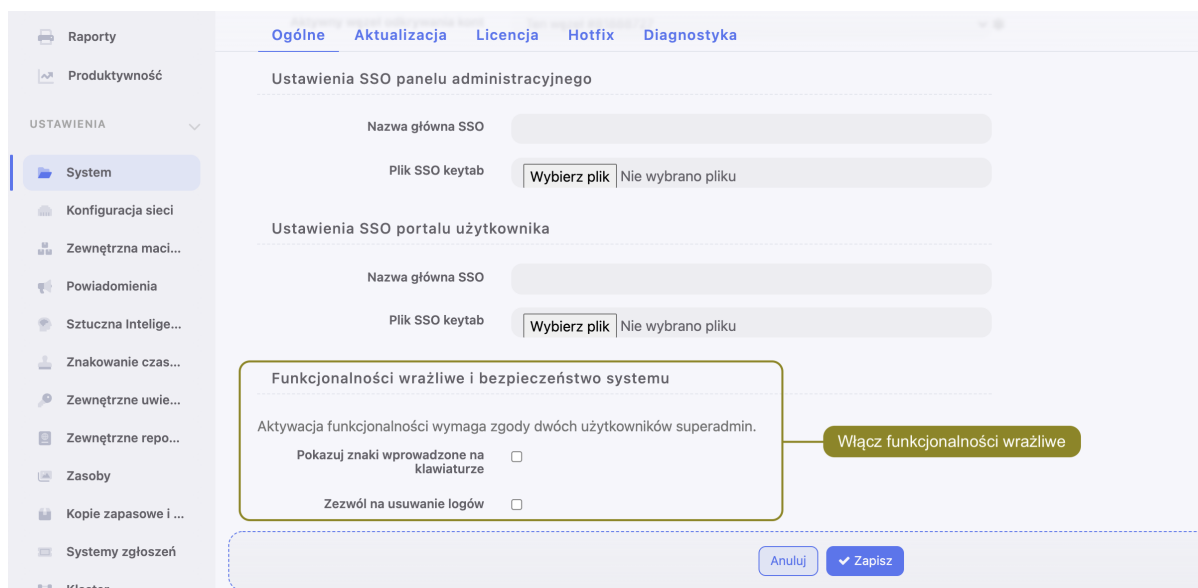 Raporty
Produktywność
USTAWIENIA
System
Konfiguracja sieci
Zewnętrzna maci...
Powiadomienia
Sztuczna Intelige...
Znakowanie czas...
Zewnętrzne uwie...
Zewnętrzne repo...
Zasoby
Kopie zapasowe i ...
Systemy zgłoszeń
Klaster
Ogólne Aktualizacja Licencja Hotfix Diagnostyka
Ustawienia SSO panelu administracyjnego
Nazwa główna SSO
Plik SSO keytab Wybierz plik Nie wybrano pliku
Ustawienia SSO portalu użytkownika
Nazwa główna SSO
Plik SSO keytab Wybierz plik Nie wybrano pliku
Funkcjonalności wrażliwe i bezpieczeństwo systemu
Aktywacja funkcjonalności wymaga zgody dwóch użytkowników superadmin.
Pokazuj znaki wprowadzone na
klawiaturze
Zezwól na usuwanie logów
Włącz funkcjonalności wrażliwe
Anuluj Zapisz